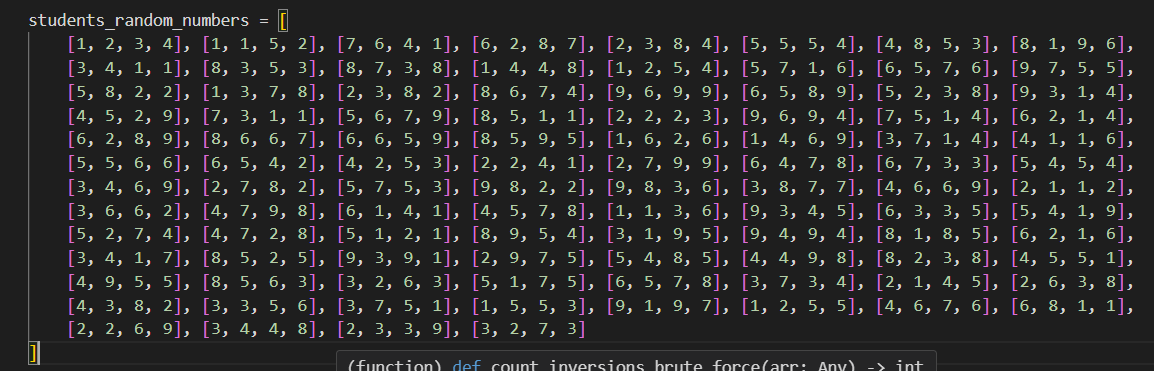 students_random_numbers = [
[1, 2, 3, 4], [1, 1, 5, 2], [7, 6, 4, 1], [6, 2, 8, 7], [2, 3, 8, 4], [5, 5, 5, 4], [4, 8, 5, 3], [8, 1, 9, 6],
[3, 4, 1, 1], [8, 3, 5, 3], [8, 7, 3, 8], [1, 4, 4, 8], [1, 2, 5, 4], [5, 7, 1, 6], [6, 5, 7, 6], [9, 7, 5, 5],
[5, 8, 2, 2], [1, 3, 7, 8], [2, 3, 8, 2], [8, 6, 7, 4], [9, 6, 9, 9], [6, 5, 8, 9], [5, 2, 3, 8], [9, 3, 1, 4],
[4, 5, 2, 9], [7, 3, 1, 1], [5, 6, 7, 9], [8, 5, 1, 1], [2, 2, 2, 3], [9, 6, 9, 4], [7, 5, 1, 4], [6, 2, 1, 4],
[6, 2, 8, 9], [8, 6, 6, 7], [6, 6, 5, 9], [8, 5, 9, 5], [1, 6, 2, 6], [1, 4, 6, 9], [3, 7, 1, 4], [4, 1, 1, 6],
[5, 5, 6, 6], [6, 5, 4, 2], [4, 2, 5, 3], [2, 2, 4, 1], [2, 7, 9, 9], [6, 4, 7, 8], [6, 7, 3, 3], [5, 4, 5, 4],
[3, 4, 6, 9], [2, 7, 8, 2], [5, 7, 5, 3], [9, 8, 2, 2], [9, 8, 3, 6], [3, 8, 7, 7], [4, 6, 6, 9], [2, 1, 1, 2],
[3, 6, 6, 2], [4, 7, 9, 8], [6, 1, 4, 1], [4, 5, 7, 8], [1, 1, 3, 6], [9, 3, 4, 5], [6, 3, 3, 5], [5, 4, 1, 9],
[5, 2, 7, 4], [4, 7, 2, 8], [5, 1, 2, 1], [8, 9, 5, 4], [3, 1, 9, 5], [9, 4, 9, 4], [8, 1, 8, 5], [6, 2, 1, 6],
[3, 4, 1, 7], [8, 5, 2, 5], [9, 3, 9, 1], [2, 9, 7, 5], [5, 4, 8, 5], [4, 4, 9, 8], [8, 2, 3, 8], [4, 5, 5, 1],
[4, 9, 5, 5], [8, 5, 6, 3], [3, 2, 6, 3], [5, 1, 7, 5], [6, 5, 7, 8], [3, 7, 3, 4], [2, 1, 4, 5], [2, 6, 3, 8],
[4, 3, 8, 2], [3, 3, 5, 6], [3, 7, 5, 1], [1, 5, 5, 3], [9, 1, 9, 7], [1, 2, 5, 5], [4, 6, 7, 6], [6, 8, 1, 1],
[2, 2, 6, 9], [3, 4, 4, 8], [2, 3, 3, 9], [3, 2, 7, 3]
]
(function) def count_inversions_brute_force(arr: Any) -> int